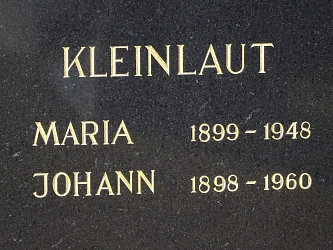 KLEINLAUT
MARIA 1899 – 1948
JOHANN 1898 – 1960